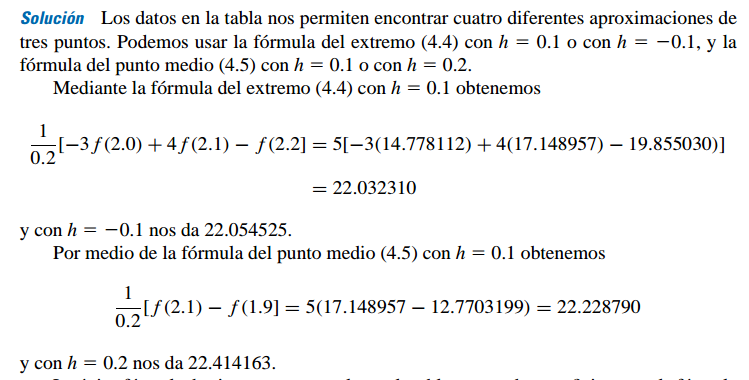 Solución Los datos en la tabla nos permiten encontrar cuatro diferentes aproximaciones de
tres puntos. Podemos usar la fórmula del extremo (4.4) con h = 0.1 o con h = −0.1, y la
fórmula del punto medio (4.5) con h = 0.1 o con h = 0.2.
Mediante la fórmula del extremo (4.4) con h = 0.1 obtenemos
1/0.2 [−3f(2.0) + 4f(2.1) − f(2.2] = 5[−3(14.778112) + 4(17.148957) − 19.855030)]
= 22.032310
y con h = −0.1 nos da 22.054525.
Por medio de la fórmula del punto medio (4.5) con h = 0.1 obtenemos
1/0.2 [f(2.1) − f(1.9] = 5(17.148957 − 12.7703199) = 22.228790
y con h = 0.2 nos da 22.414163.